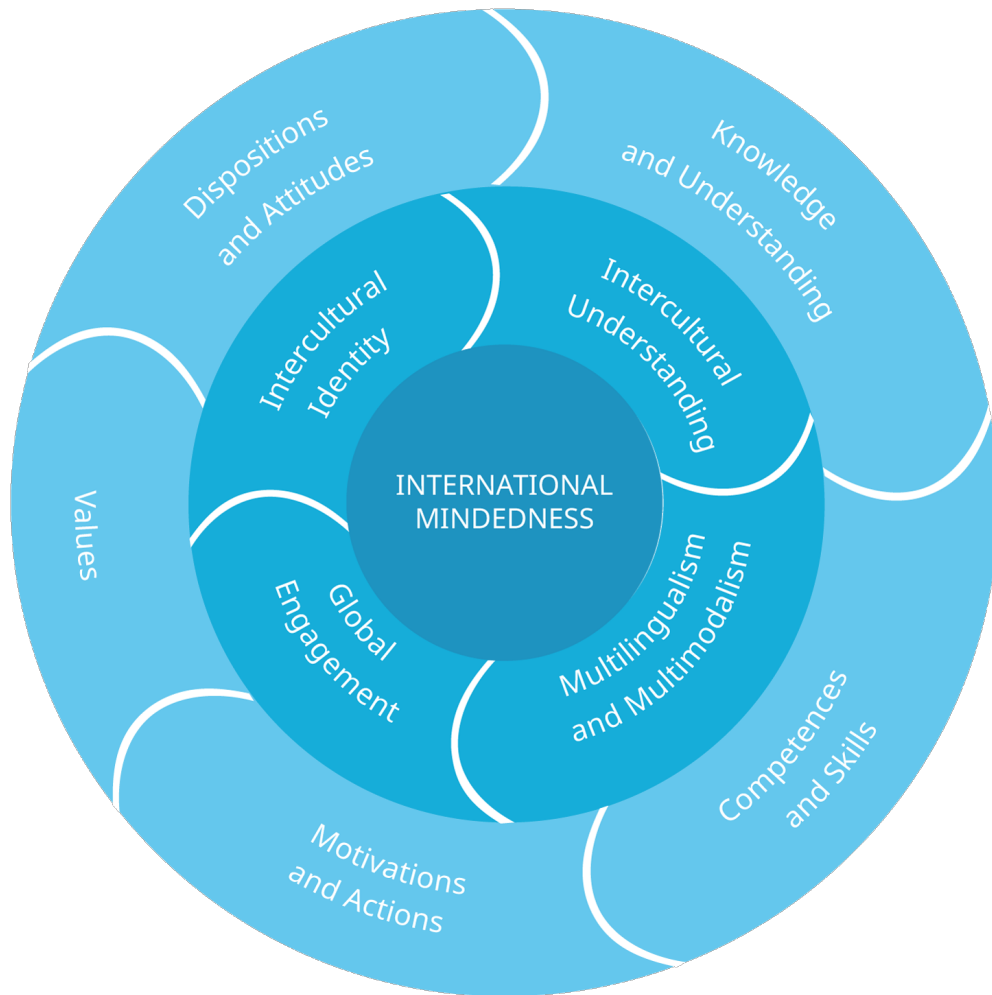 INTERNATIONAL
MINDEDNESS
Intercultural
Understanding
Multilingualism
and Multimodalism
Global
Engagement
Intercultural
Identity
Knowledge
and Understanding
Competences
and Skills
Motivations
and Actions
Values
Dispositions
and Attitudes